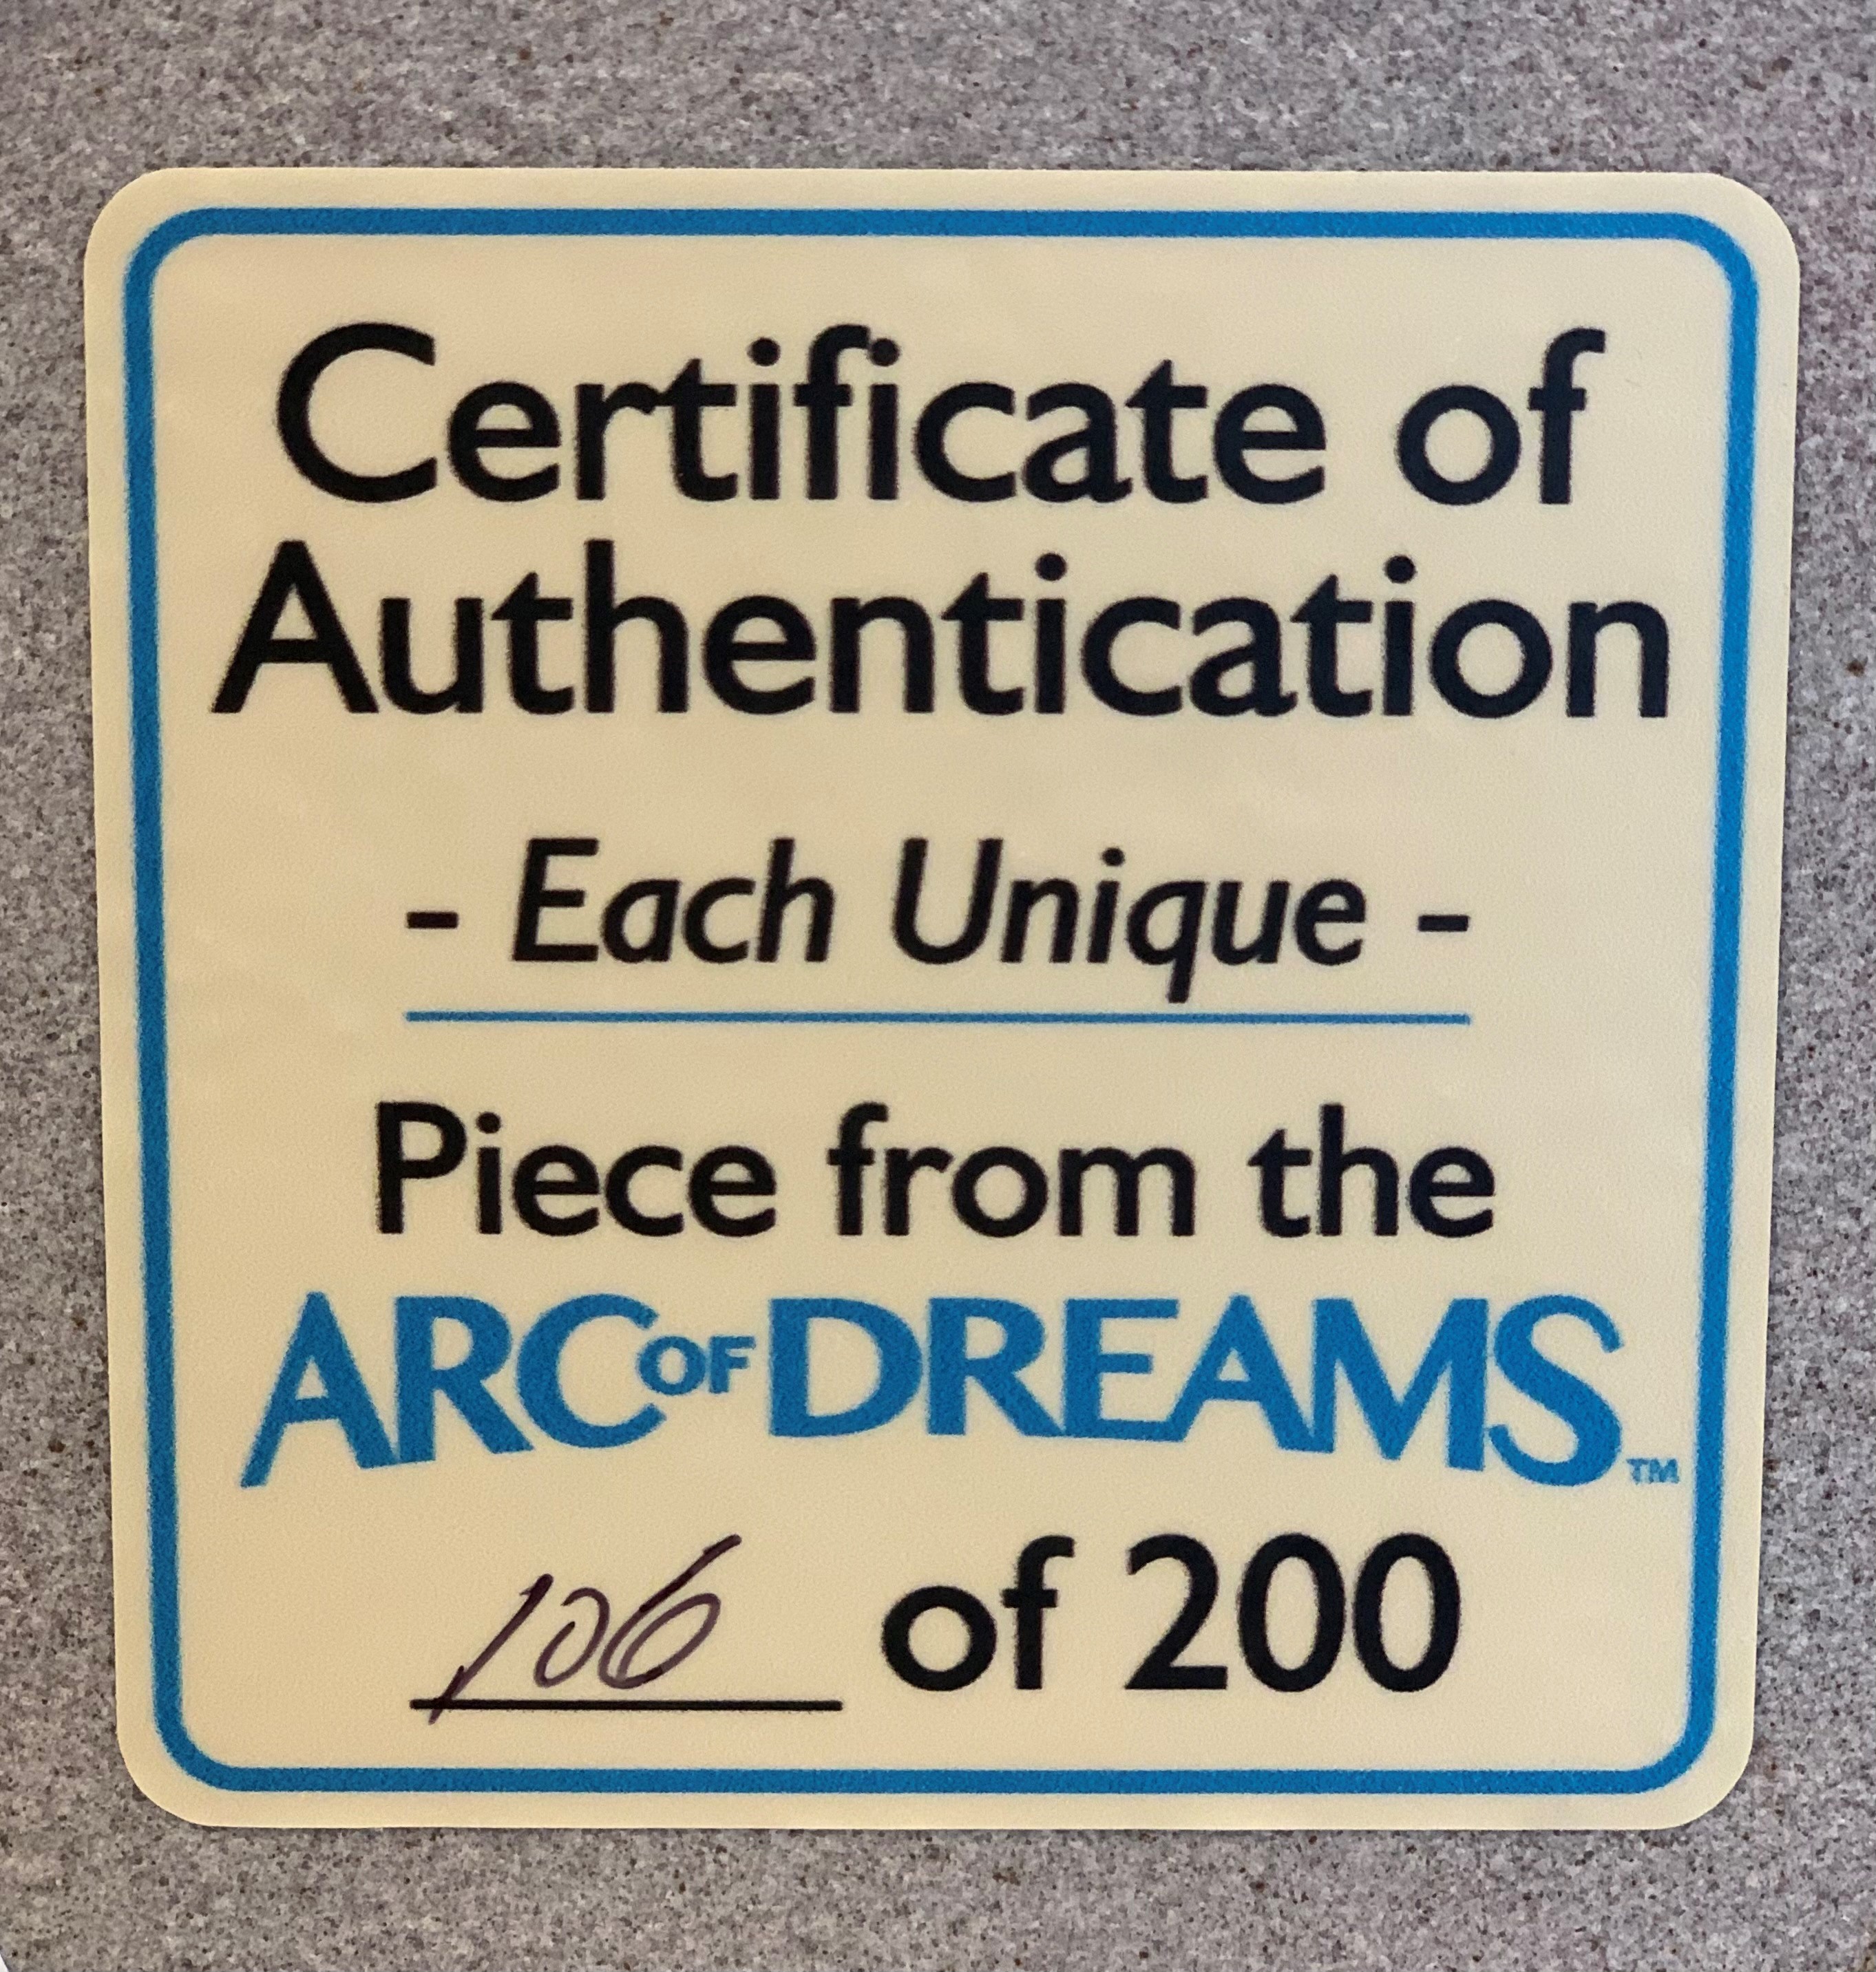 Certificate of
Authentication
- Each Unique -
Piece from the
ARC OF DREAMS™
106 of 200